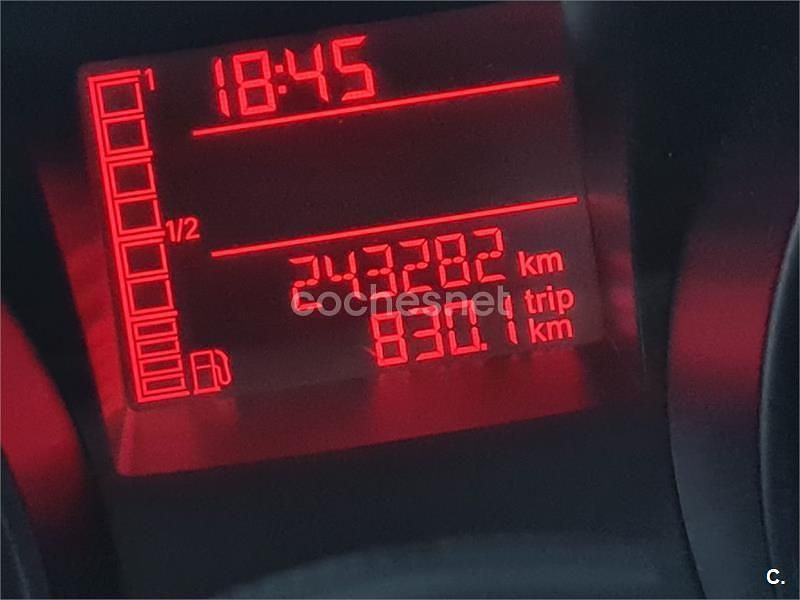 1
18:45
1/2
243282 km
cochesnet
trip
830.1 km
C.